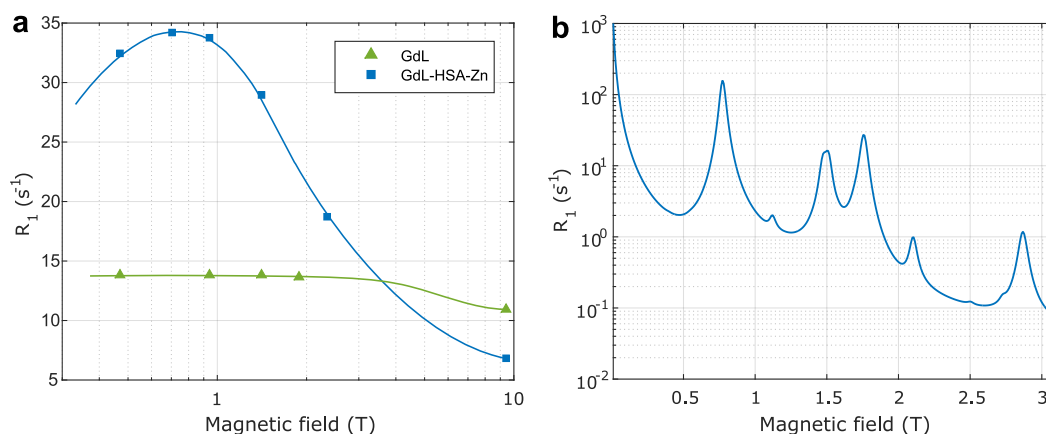 a
35
30
25
20
15
10
5
R₁ (s⁻¹)
1
10
Magnetic field (T)
GdL
GdL-HSA-Zn
b
10³
10²
10¹
10⁰
10⁻¹
10⁻²
R₁ (s⁻¹)
0.5
1
1.5
2
2.5
3
Magnetic field (T)